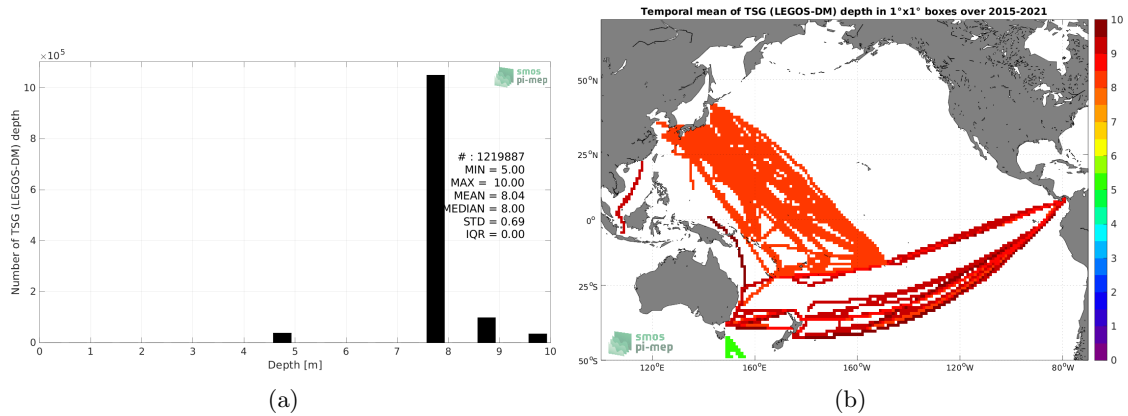 ×10⁵
smos
pi-mep
10
8
6
4
2
0
Number of TSG (LEGOS-DM) depth
# : 1219887
MIN = 5.00
MAX = 10.00
MEAN = 8.04
MEDIAN = 8.00
STD = 0.69
IQR = 0.00
0 1 2 3 4 5 6 7 8 9 10
Depth [m]
(a)
Temporal mean of TSG (LEGOS-DM) depth in 1°x1° boxes over 2015-2021
50°N
25°N
0°
25°S
50°S
120°E 160°E 160°W 120°W 80°W
smos
pi-mep
10
9
8
7
6
5
4
3
2
1
0
(b)